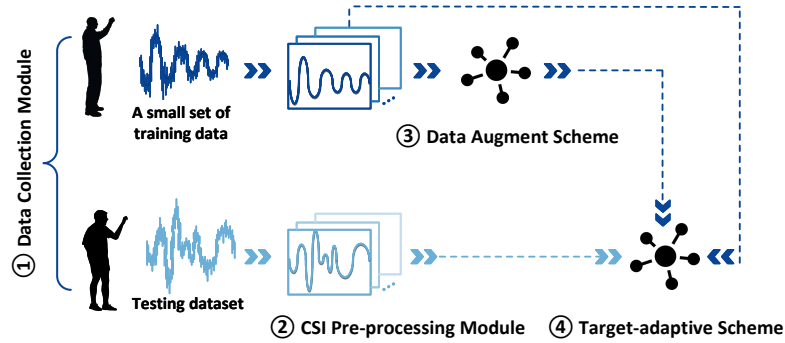 ① Data Collection Module
A small set of
training data
③ Data Augment Scheme
Testing dataset
② CSI Pre-processing Module
④ Target-adaptive Scheme